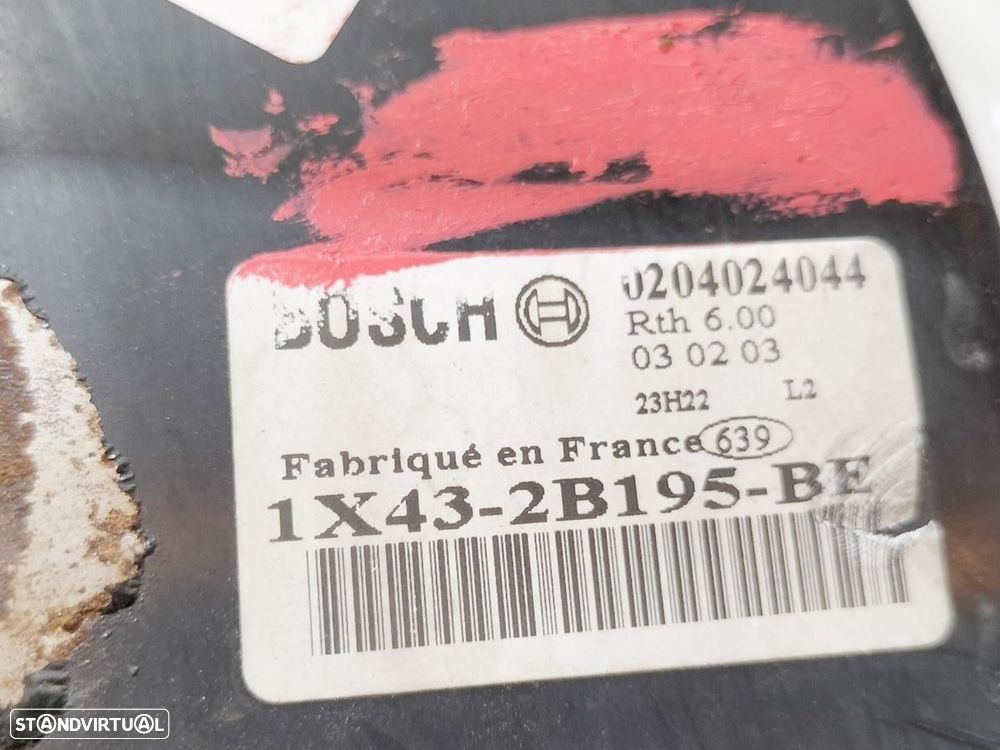 BOSCH
0204024044
Rth 6.00
03 02 03
23H22 L2
Fabriqué en France 639
1X43-2B195-BE
STANDVIRTUAL